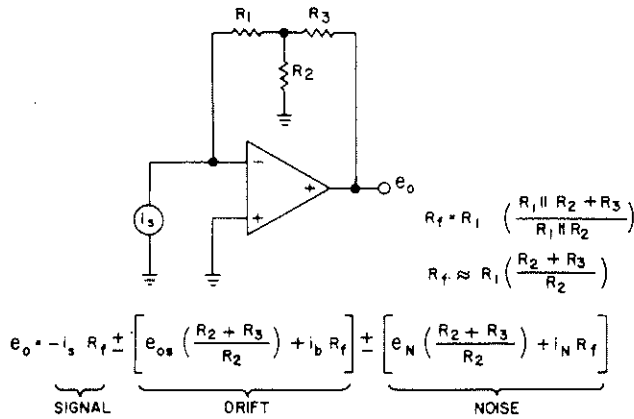 R1
R3
R2
−
+
+
eo
is
Rf = R1 (R1 || R2 + R3 / R1 || R2)
Rf ≈ R1 (R2 + R3 / R2)
eo = -is Rf ± [eos (R2 + R3 / R2) + ib Rf] ± [eN (R2 + R3 / R2) + iN Rf]
SIGNAL DRIFT NOISE